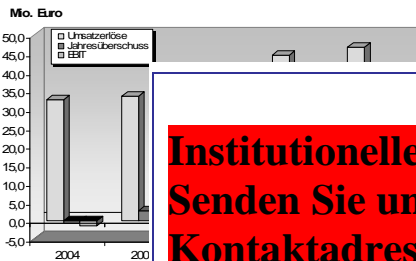 Mio. Euro
Umsatzerlöse
Jahresüberschuss
EBIT
50,0
45,0
40,0
35,0
30,0
25,0
20,0
15,0
10,0
5,0
0,0
-5,0
2004
200
Institutionelle
Senden Sie un
Kontaktadres